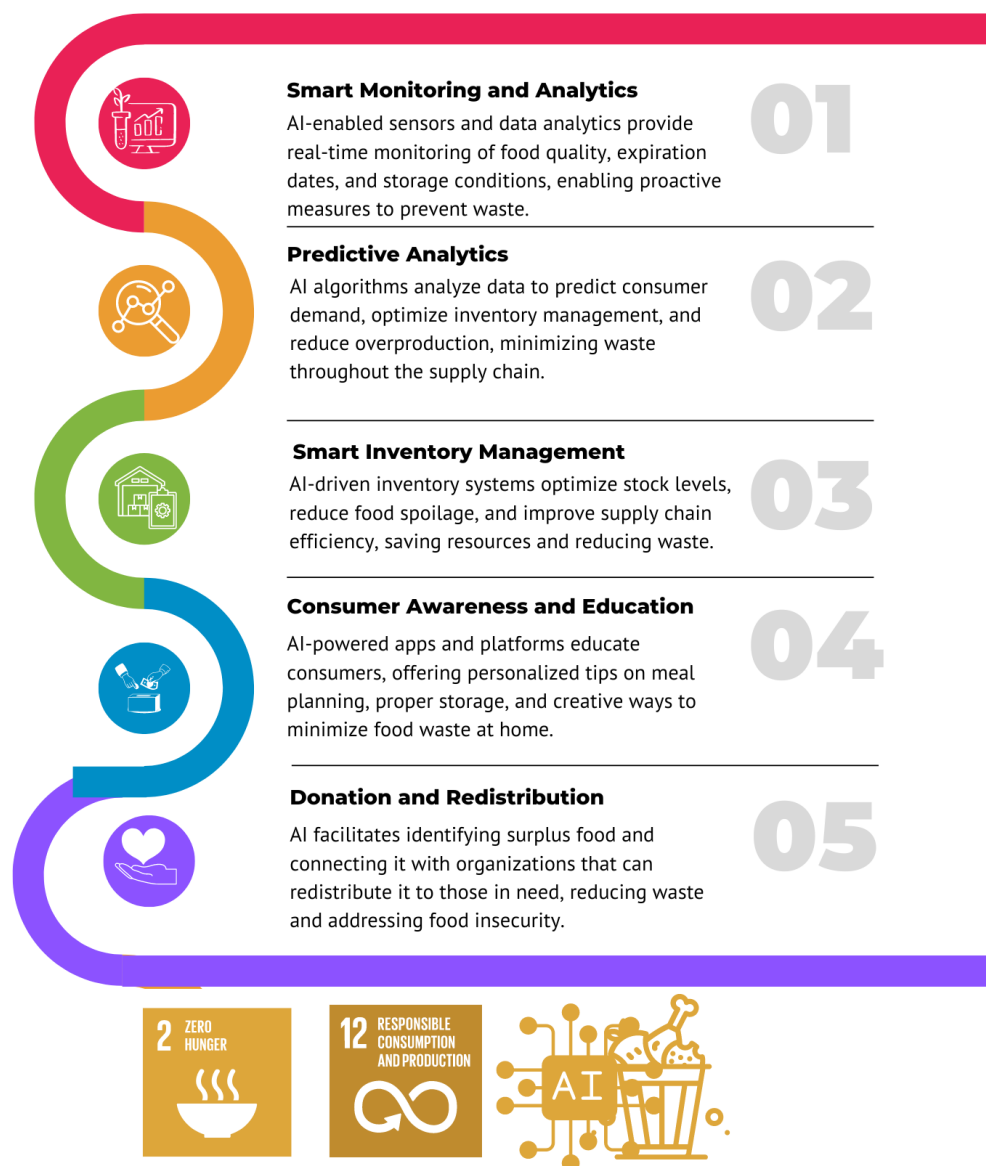 Smart Monitoring and Analytics
01
AI-enabled sensors and data analytics provide
real-time monitoring of food quality, expiration
dates, and storage conditions, enabling proactive
measures to prevent waste.
Predictive Analytics
02
AI algorithms analyze data to predict consumer
demand, optimize inventory management, and
reduce overproduction, minimizing waste
throughout the supply chain.
Smart Inventory Management
03
AI-driven inventory systems optimize stock levels,
reduce food spoilage, and improve supply chain
efficiency, saving resources and reducing waste.
Consumer Awareness and Education
04
AI-powered apps and platforms educate
consumers, offering personalized tips on meal
planning, proper storage, and creative ways to
minimize food waste at home.
Donation and Redistribution
05
AI facilitates identifying surplus food and
connecting it with organizations that can
redistribute it to those in need, reducing waste
and addressing food insecurity.
2 ZERO
HUNGER
12 RESPONSIBLE
CONSUMPTION
AND PRODUCTION
AI